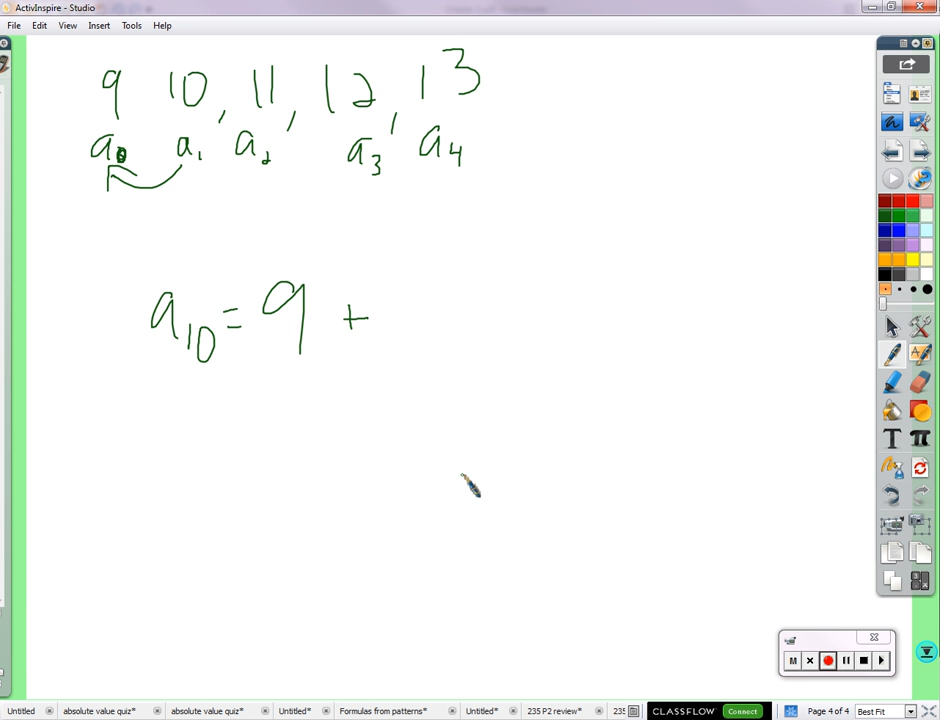 ActivInspire - Studio
File Edit View Insert Tools Help
9 10, 11, 12, 13
a0 a1 a2 a3 a4
a10 = 9 +
M
Untitled absolute value quiz* absolute value quiz* Untitled* Formulas from patterns* Untitled* 235 P2 review* 235 CLASSFLOW Connect Page 4 of 4 Best Fit